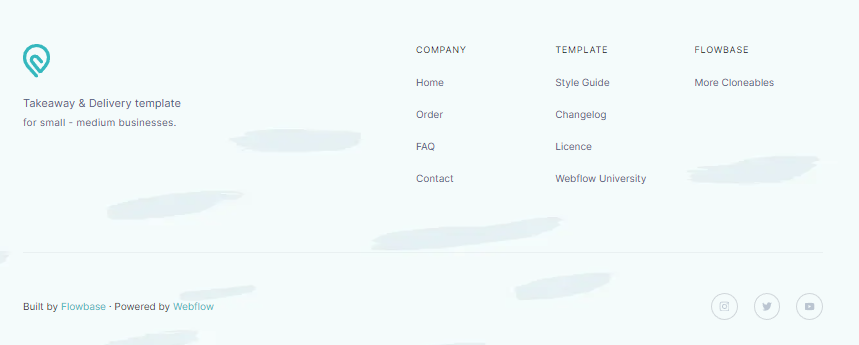 Takeaway & Delivery template
for small - medium businesses.
COMPANY
Home
Order
FAQ
Contact
TEMPLATE
Style Guide
Changelog
Licence
Webflow University
FLOWBASE
More Cloneables
Built by Flowbase · Powered by Webflow